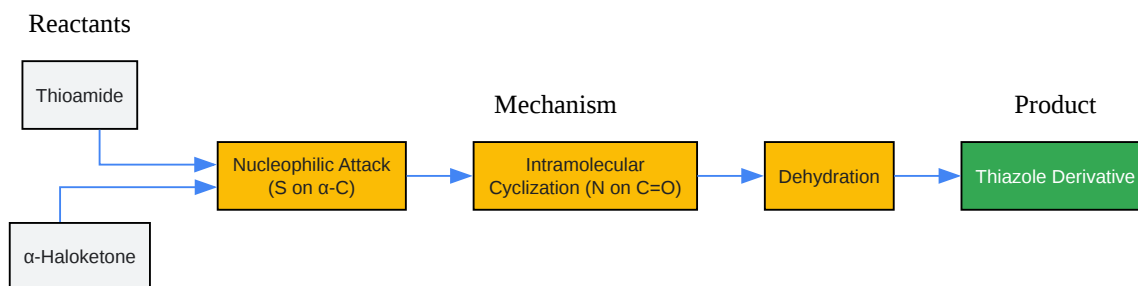 Reactants
Thioamide
Mechanism
Product
Nucleophilic Attack
(S on α-C)
Intramolecular
Cyclization (N on C=O)
Dehydration
Thiazole Derivative
α-Haloketone